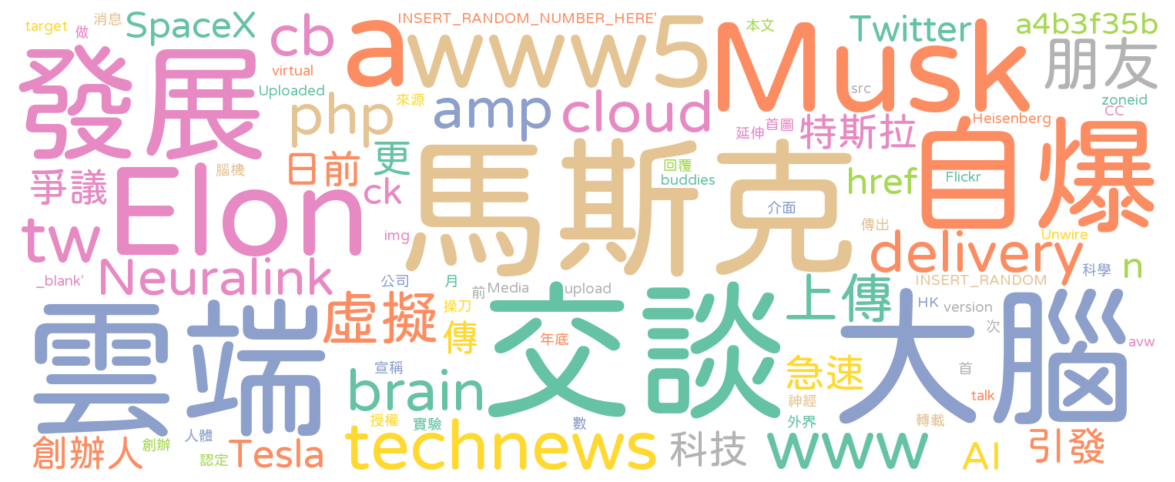 target
做
消息
SpaceX
cb
INSERT_RANDOM_NUMBER_HERE'
a
www5
Musk
本文
Twitter
a4b3f35b
朋友
發展
virtual
Uploaded
php
來源
amp
cloud
src
zoneid
CC
延伸
首圖
特斯拉
Heisenberg
自爆
爭議
腦機
日前
更
ck
馬斯克
回覆
buddies
介面
href
Flickr
傳出
Unwire
tw
Elon
img
delivery
n
_blank'
Neuralink
公司
月
前
Media
upload
INSERT_RANDOM
科學
雲端
虛擬
操刀
傳
交談
年底
上傳
大腦
HK
version
次
avw
宣稱
brain
急速
首
talk
授權
實驗
數
神經
外界
轉載
創辦人
創辦
人體
認定
Tesla
technews
科技
www
AI
引發